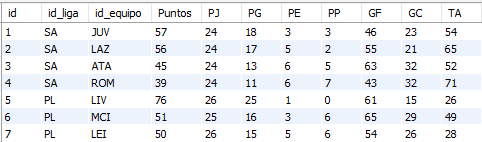 id id_liga id_equipo Puntos PJ PG PE PP GF GC TA
1 SA JUV 57 24 18 3 3 46 23 54
2 SA LAZ 56 24 17 5 2 55 21 65
3 SA ATA 45 24 13 6 5 63 32 52
4 SA ROM 39 24 11 6 7 43 32 71
5 PL LIV 76 26 25 1 0 61 15 26
6 PL MCI 51 25 16 3 6 65 29 49
7 PL LEI 50 26 15 5 6 54 26 28